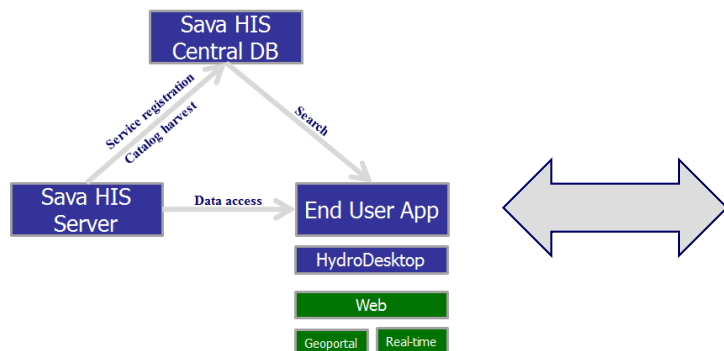 Sava HIS
Central DB
Service registration
Catalog harvest
Search
Sava HIS
Server
Data access
End User App
HydroDesktop
Web
Geoportal
Real-time